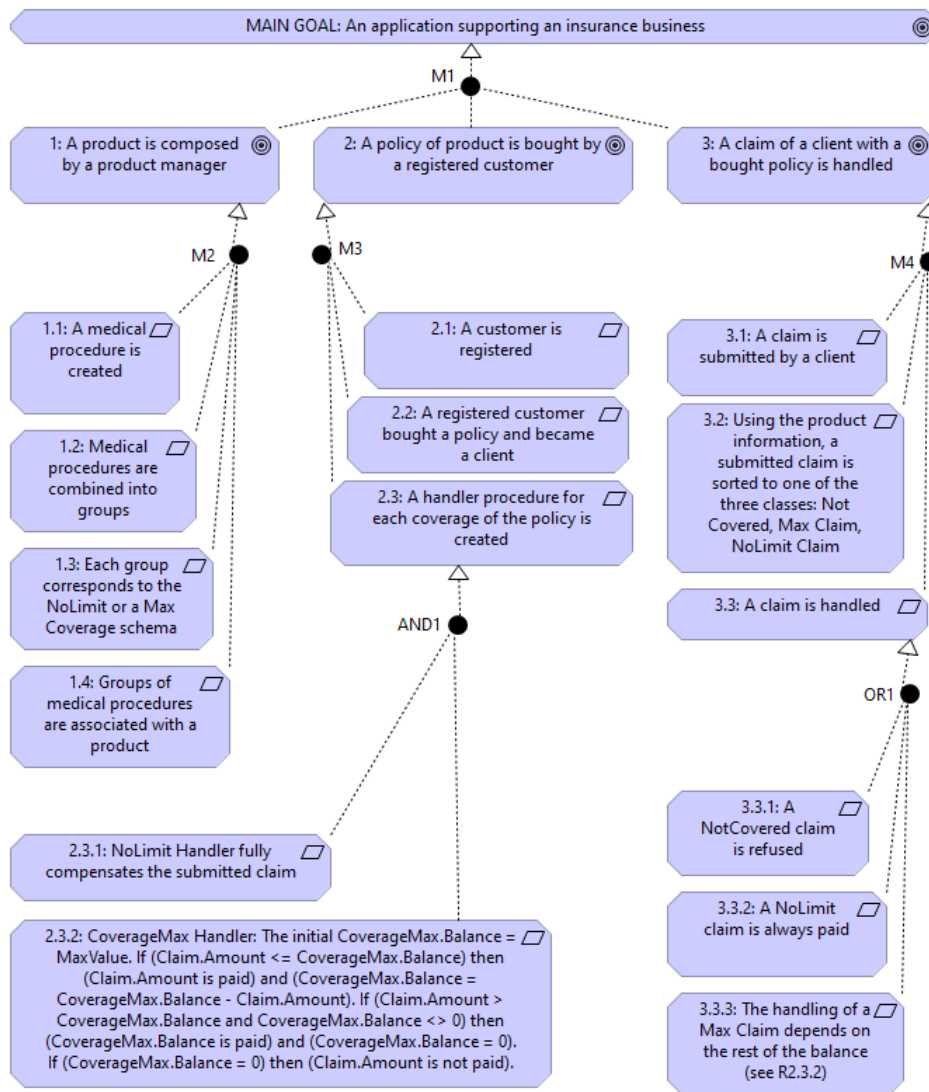 MAIN GOAL: An application supporting an insurance business
M1
1: A product is composed
by a product manager
2: A policy of product is bought by
a registered customer
3: A claim of a client with a
bought policy is handled
M2
M3
M4
1.1: A medical
procedure is
created
2.1: A customer is
registered
3.1: A claim is
submitted by a client
1.2: Medical
procedures are
combined into
groups
2.2: A registered customer
bought a policy and became
a client
3.2: Using the product
information, a
submitted claim is
sorted to one of the
three classes: Not
Covered, Max Claim,
NoLimit Claim
2.3: A handler procedure for
each coverage of the policy is
created
1.3: Each group
corresponds to the
NoLimit or a Max
Coverage schema
3.3: A claim is handled
AND1
1.4: Groups of
medical procedures
are associated with a
product
OR1
3.3.1: A
NotCovered claim
is refused
2.3.1: NoLimit Handler fully
compensates the submitted claim
3.3.2: A NoLimit
claim is always paid
2.3.2: CoverageMax Handler: The initial CoverageMax.Balance =
MaxValue. If (Claim.Amount <= CoverageMax.Balance) then
(Claim.Amount is paid) and (CoverageMax.Balance =
CoverageMax.Balance - Claim.Amount). If (Claim.Amount >
CoverageMax.Balance and CoverageMax.Balance <> 0) then
(CoverageMax.Balance is paid) and (CoverageMax.Balance = 0).
If (CoverageMax.Balance = 0) then (Claim.Amount is not paid).
3.3.3: The handling of a
Max Claim depends on
the rest of the balance
(see R2.3.2)